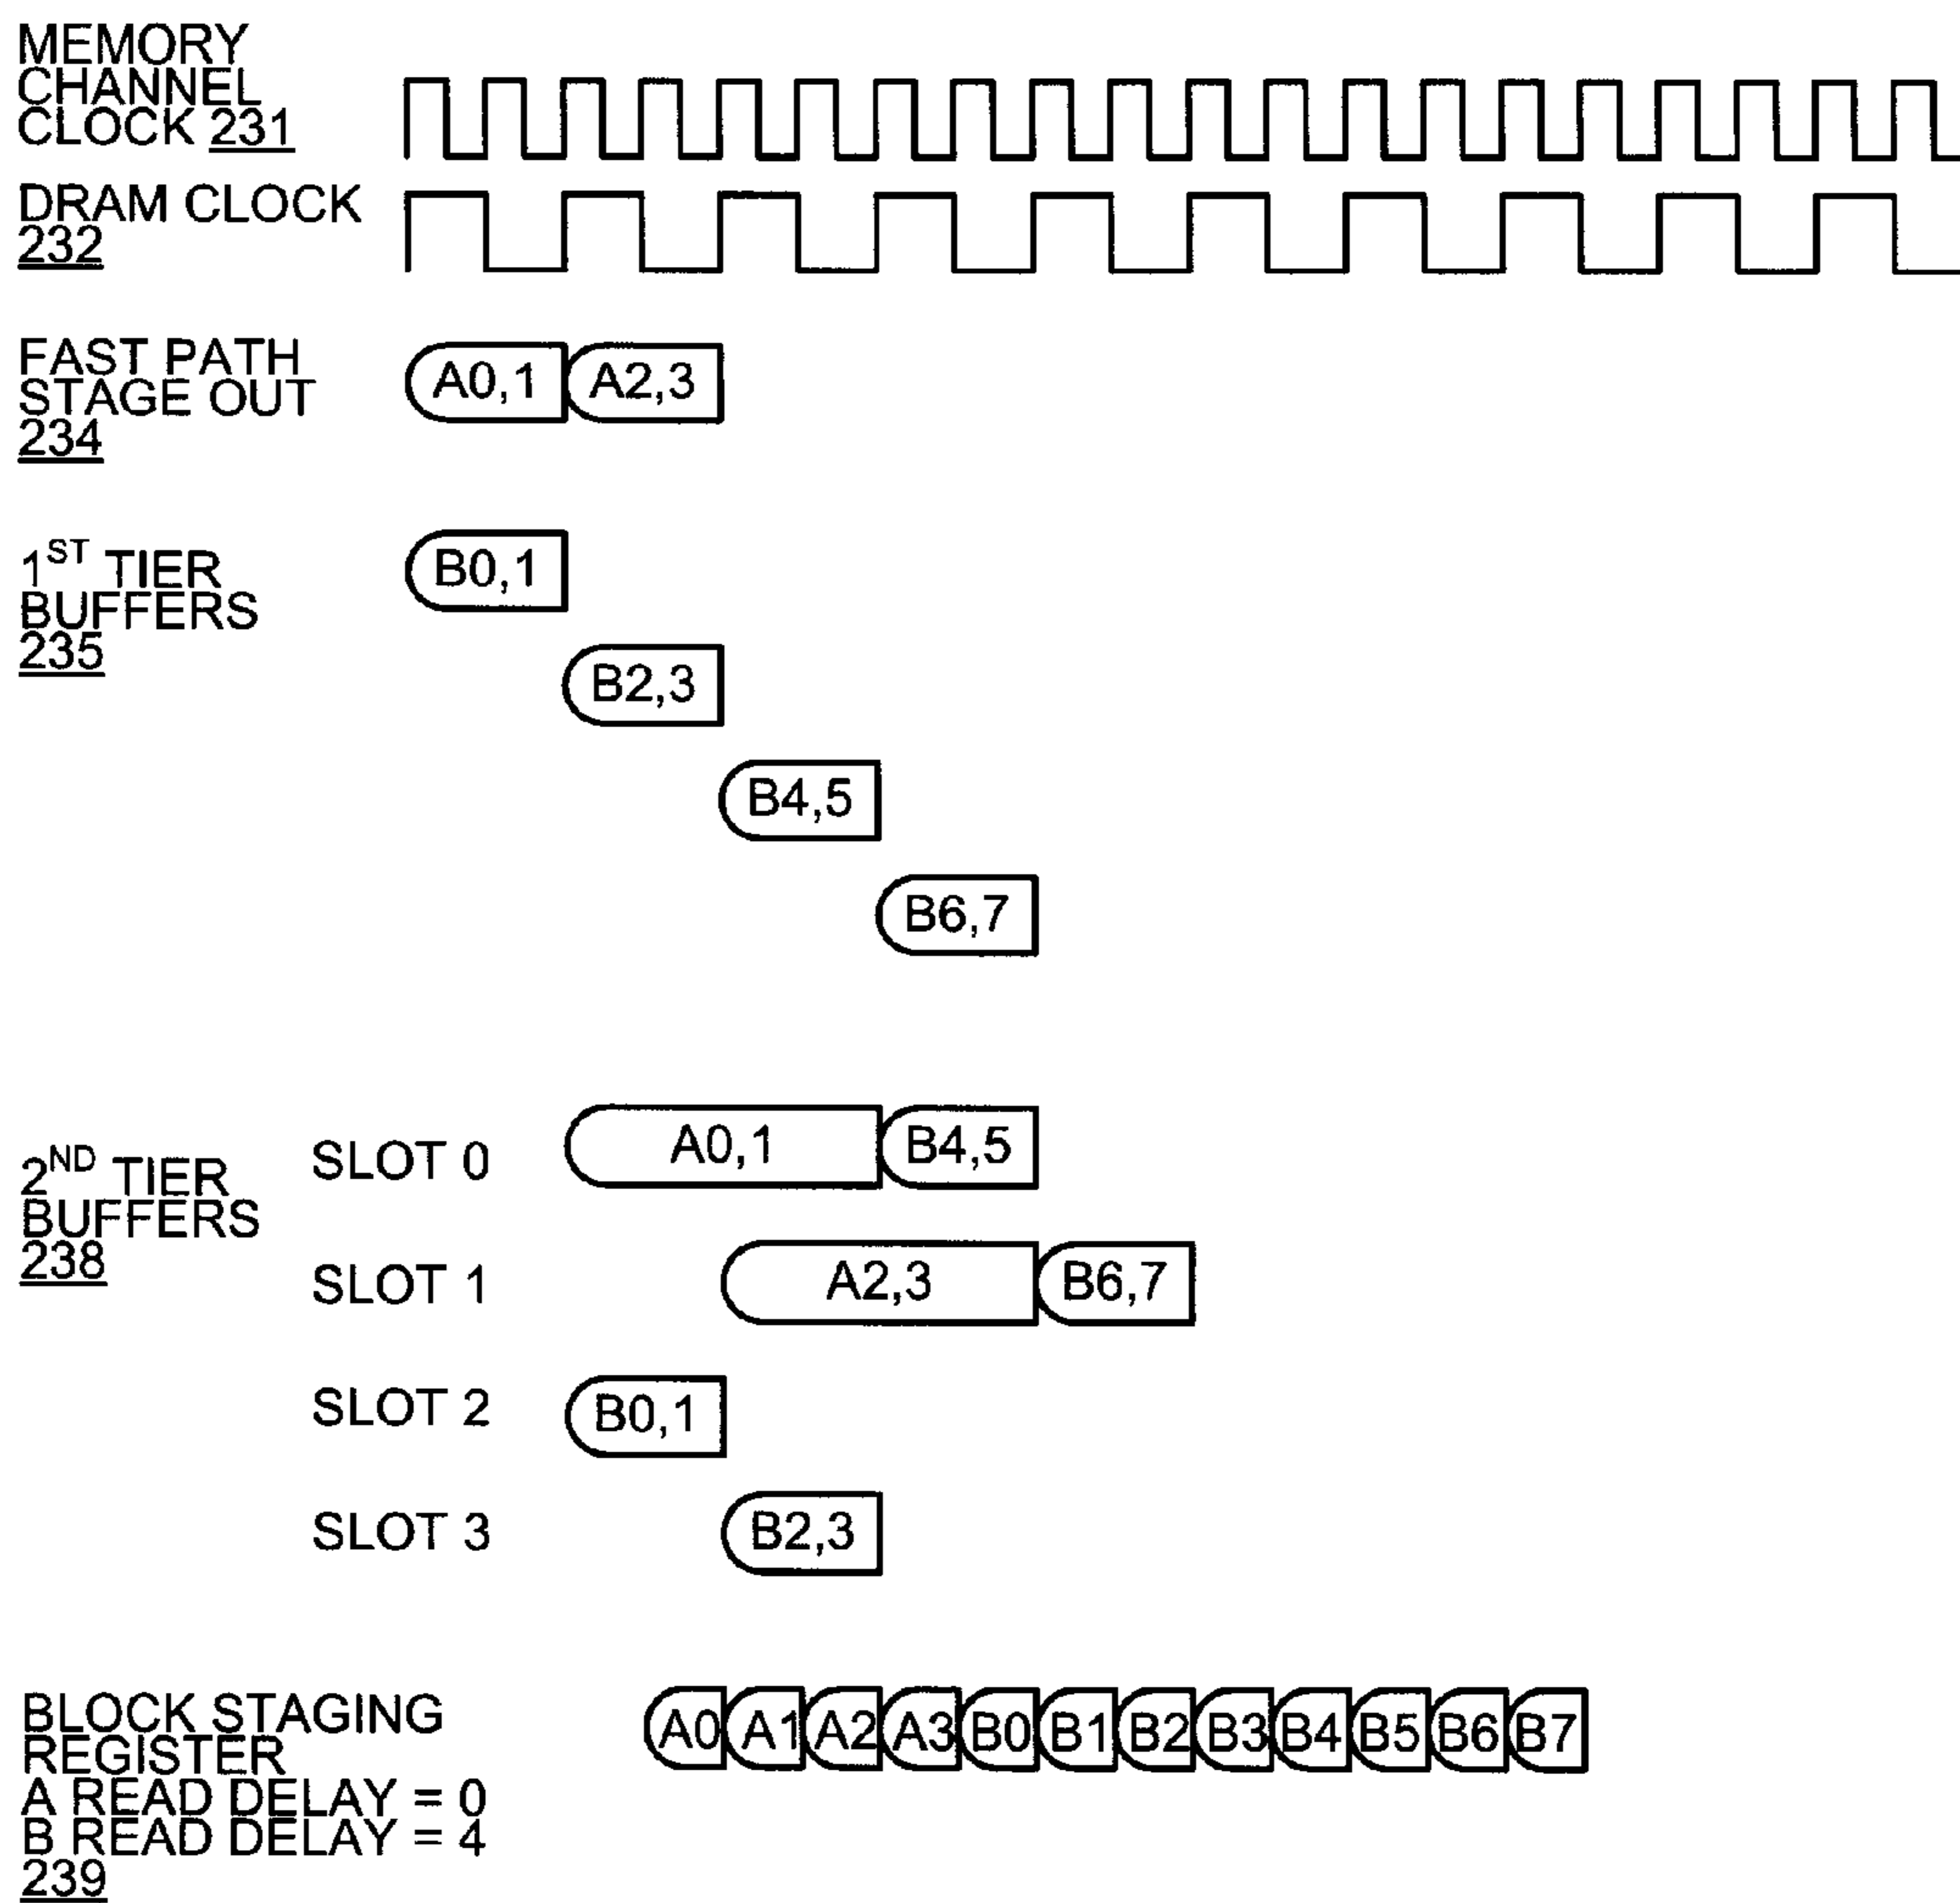 MEMORY
CHANNEL
CLOCK 231
DRAM CLOCK
232
FAST PATH
STAGE OUT
234
A0,1
A2,3
1ST TIER
BUFFERS
235
B0,1
B2,3
B4,5
B6,7
2ND TIER
BUFFERS
238
SLOT 0
A0,1
B4,5
SLOT 1
A2,3
B6,7
SLOT 2
B0,1
SLOT 3
B2,3
BLOCK STAGING
REGISTER
A READ DELAY = 0
B READ DELAY = 4
239
A0 A1 A2 A3 B0 B1 B2 B3 B4 B5 B6 B7